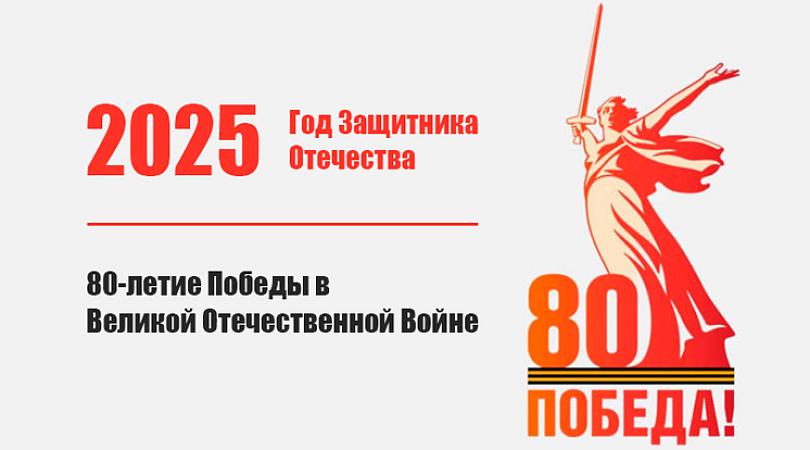 2025
Год Защитника
Отечества
80-летие Победы в
Великой Отечественной Войне
80
ПОБЕДА!